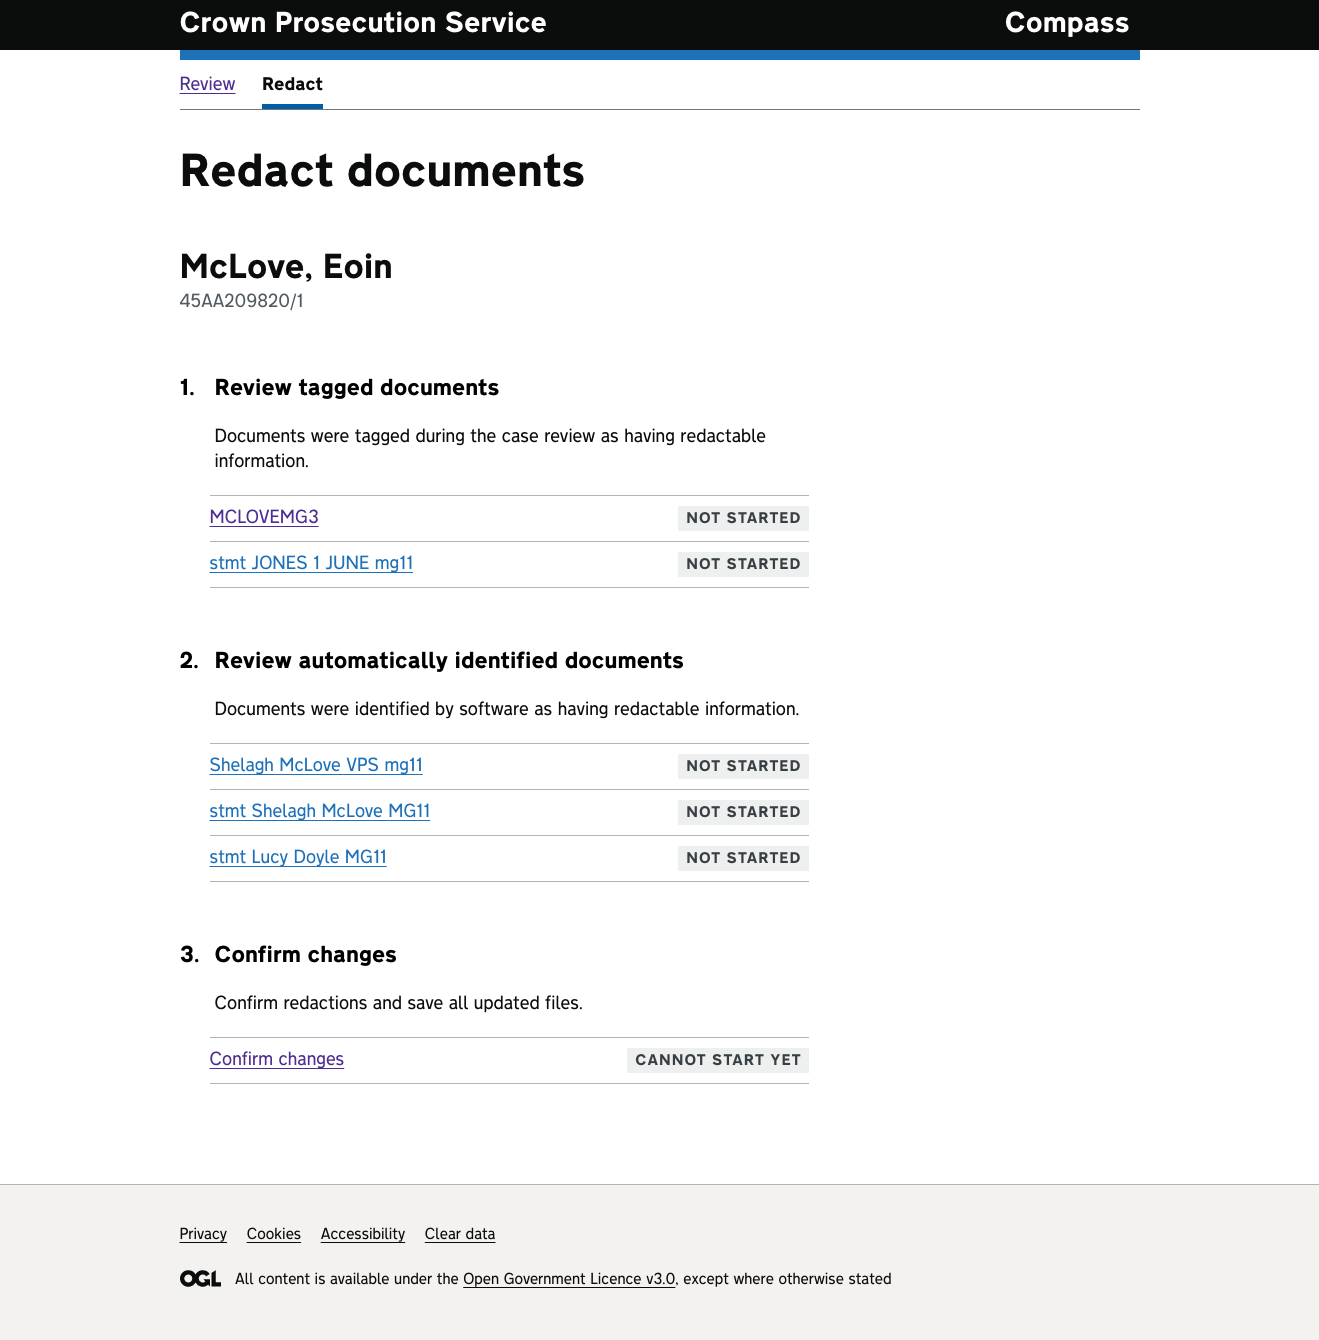 Crown Prosecution Service Compass
Review Redact
Redact documents
McLove, Eoin
45AA209820/1
1. Review tagged documents
Documents were tagged during the case review as having redactable
information.
MCLOVEMG3 NOT STARTED
stmt JONES 1 JUNE mg11 NOT STARTED
2. Review automatically identified documents
Documents were identified by software as having redactable information.
Shelagh McLove VPS mg11 NOT STARTED
stmt Shelagh McLove MG11 NOT STARTED
stmt Lucy Doyle MG11 NOT STARTED
3. Confirm changes
Confirm redactions and save all updated files.
Confirm changes CANNOT START YET
Privacy Cookies Accessibility Clear data
OGL All content is available under the Open Government Licence v3.0, except where otherwise stated